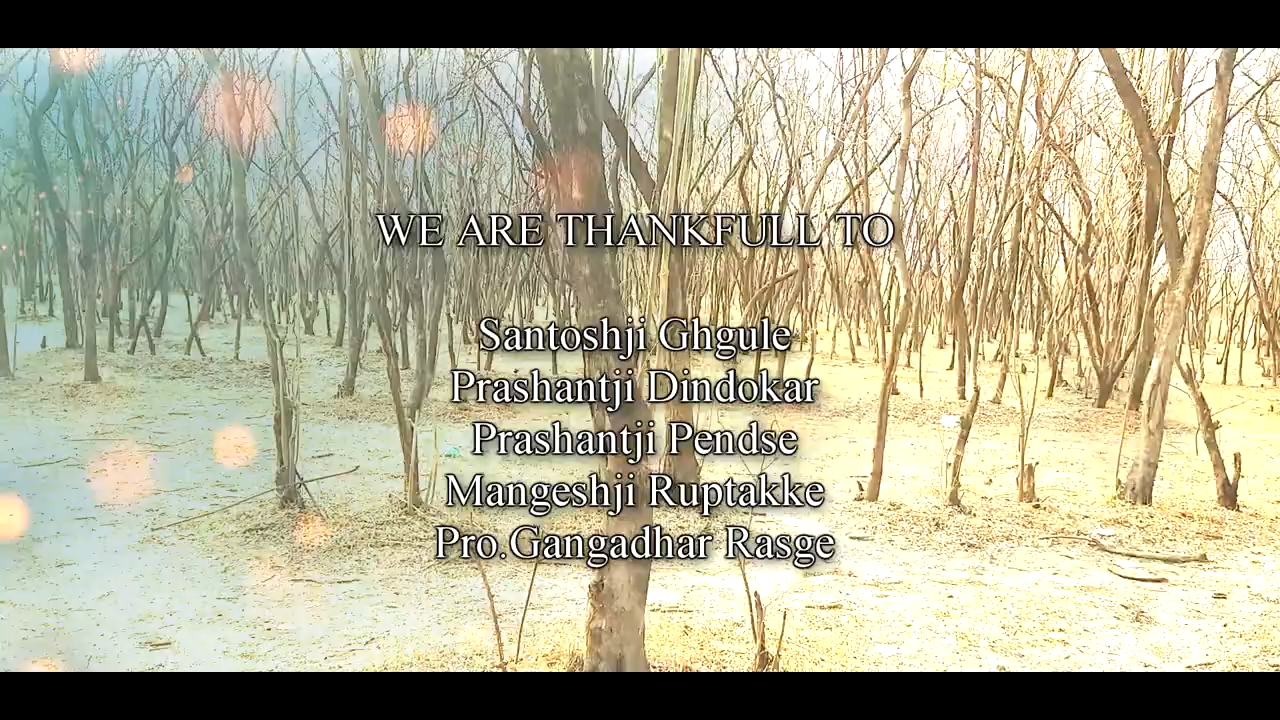 WE ARE THANKFULL TO
Santoshji Ghgule
Prashantji Dindokar
Prashantji Pendse
Mangeshji Ruptakke
Pro.Gangadhar Rasge